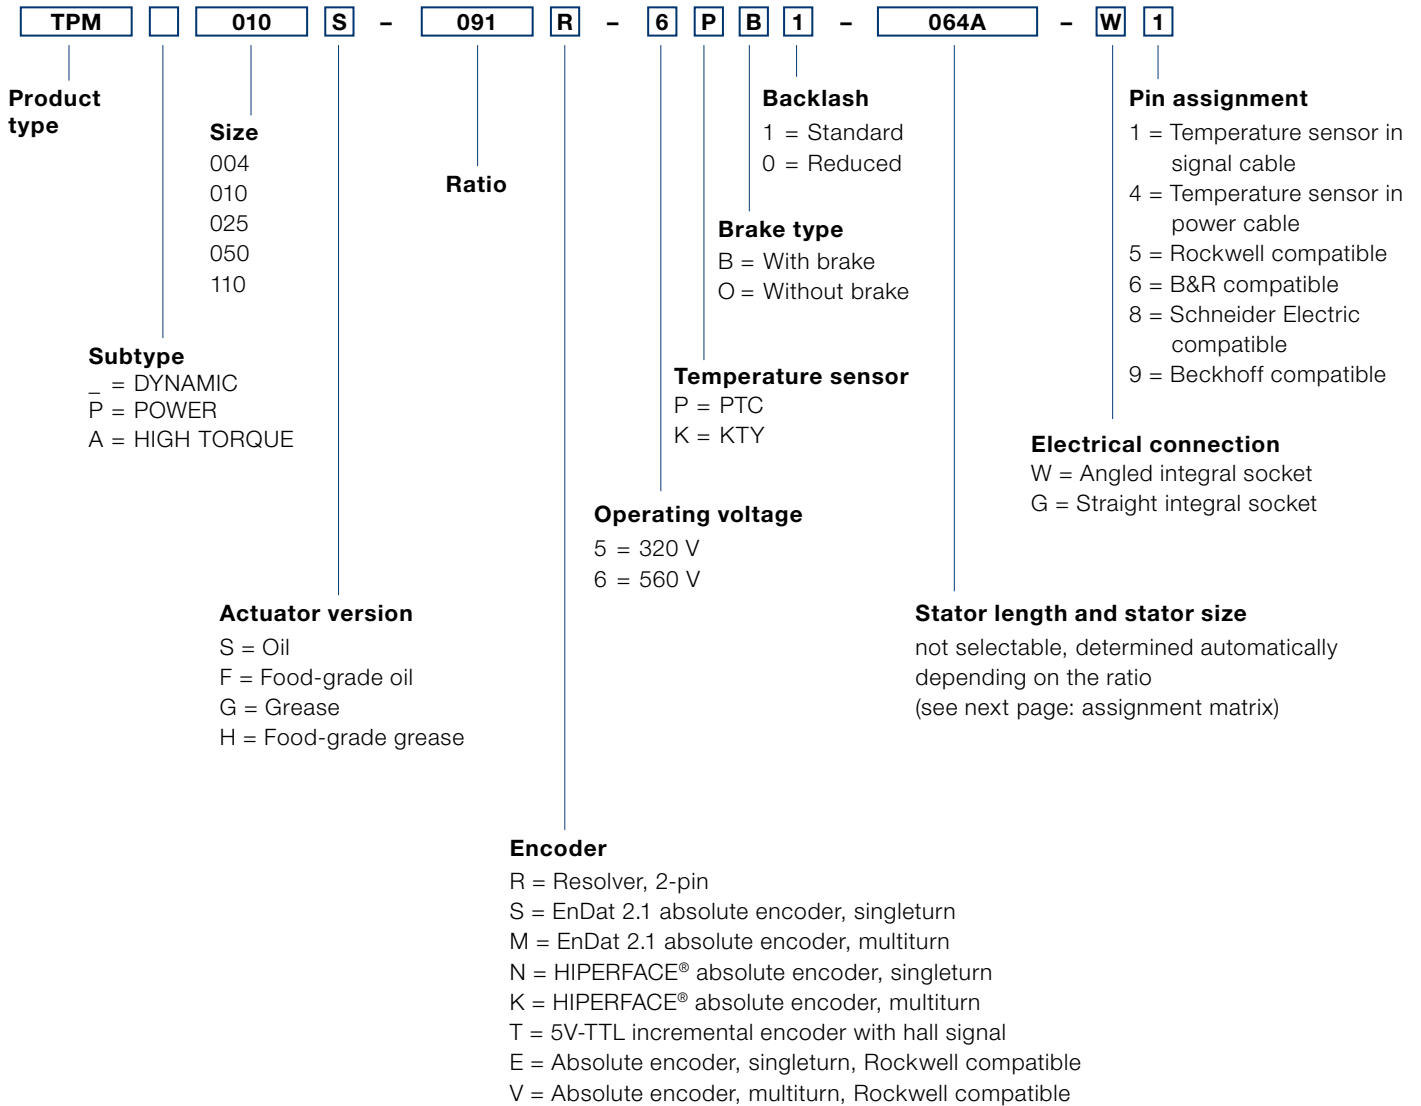 TPM 010 S – 091 R – 6 P B 1 – 064A – W 1
Product
type
Size
004
010
025
050
110
Ratio
Backlash
1 = Standard
0 = Reduced
Pin assignment
1 = Temperature sensor in
signal cable
4 = Temperature sensor in
power cable
5 = Rockwell compatible
6 = B&R compatible
8 = Schneider Electric
compatible
9 = Beckhoff compatible
Brake type
B = With brake
O = Without brake
Subtype
_ = DYNAMIC
P = POWER
A = HIGH TORQUE
Temperature sensor
P = PTC
K = KTY
Electrical connection
W = Angled integral socket
G = Straight integral socket
Operating voltage
5 = 320 V
6 = 560 V
Actuator version
S = Oil
F = Food-grade oil
G = Grease
H = Food-grade grease
Stator length and stator size
not selectable, determined automatically
depending on the ratio
(see next page: assignment matrix)
Encoder
R = Resolver, 2-pin
S = EnDat 2.1 absolute encoder, singleturn
M = EnDat 2.1 absolute encoder, multiturn
N = HIPERFACE® absolute encoder, singleturn
K = HIPERFACE® absolute encoder, multiturn
T = 5V-TTL incremental encoder with hall signal
E = Absolute encoder, singleturn, Rockwell compatible
V = Absolute encoder, multiturn, Rockwell compatible